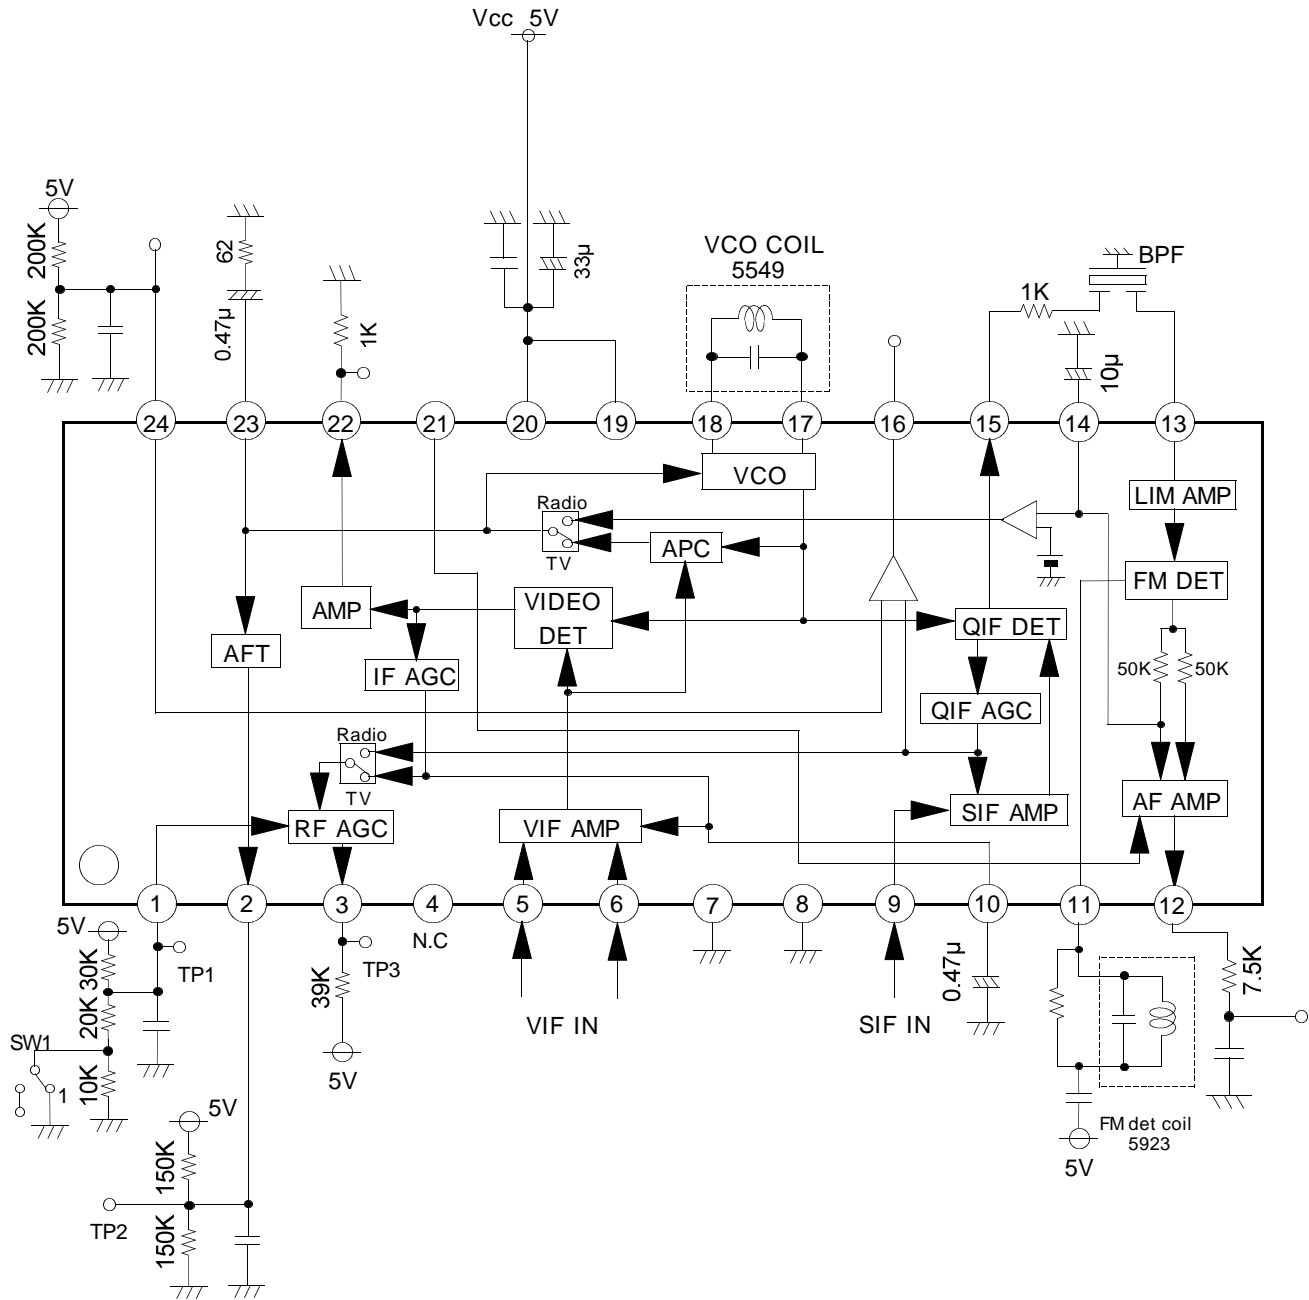 Vcc 5V
5V
200K
200K
62
0.47µ
1K
33µ
VCO COIL
5549
1K
BPF
10µ
24
23
22
21
20
19
18
17
16
15
14
13
VCO
LIM AMP
Radio
TV
APC
FM DET
AMP
VIDEO
DET
QIF DET
AFT
IF AGC
50K
50K
QIF AGC
Radio
TV
RF AGC
VIF AMP
SIF AMP
AF AMP
1
2
3
4
5
6
7
8
9
10
11
12
N.C
5V
30K
20K
10K
TP1
SW1
1
39K
TP3
5V
VIF IN
SIF IN
0.47µ
7.5K
5V
FM det coil
5923
5V
150K
150K
TP2